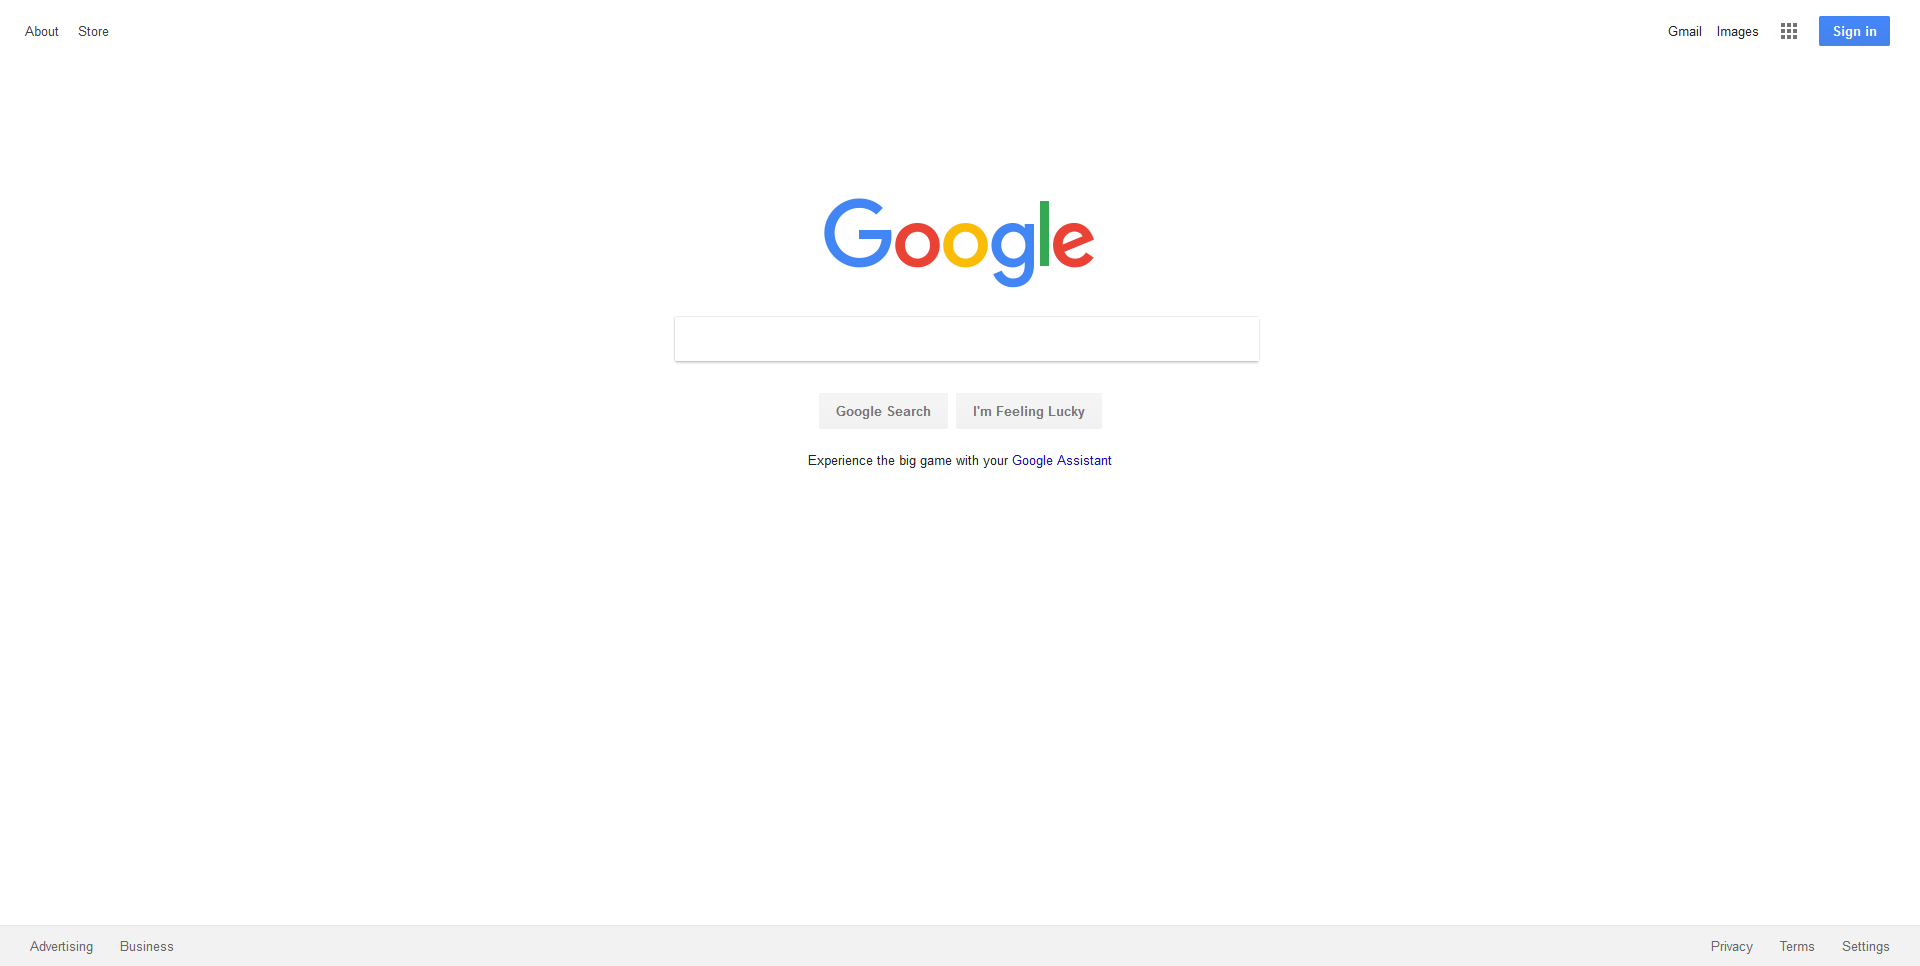 About Store Gmail Images Sign in
Google
Google Search I'm Feeling Lucky
Experience the big game with your Google Assistant
Advertising Business Privacy Terms Settings